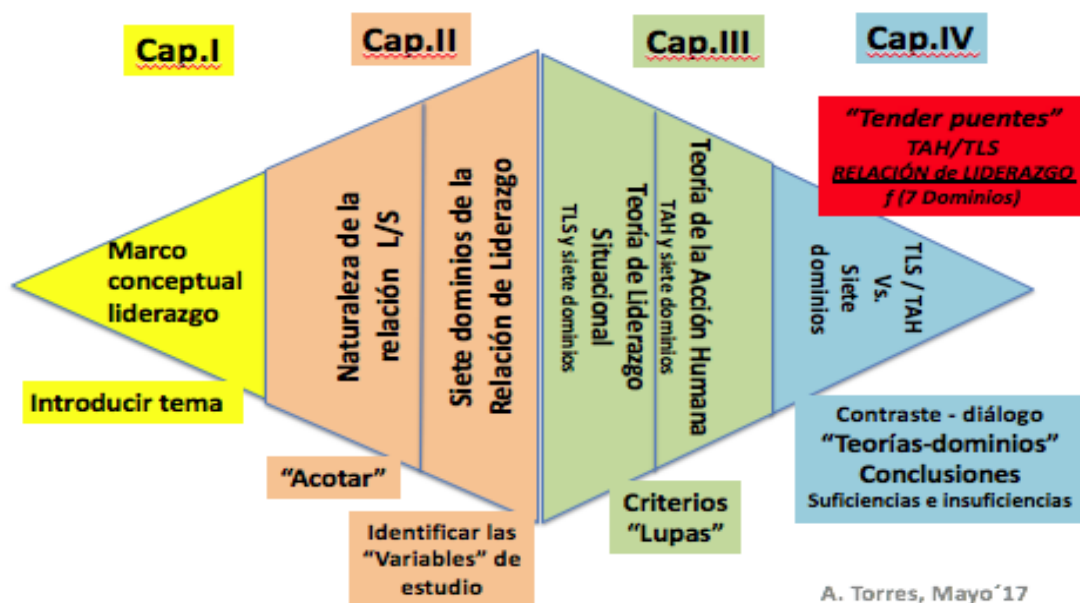 Cap.I
Cap.II
Cap.III
Cap.IV
Marco
conceptual
liderazgo
Introducir tema
Naturaleza de la
relación L/S
Siete dominios de la
Relación de Liderazgo
"Acotar"
Identificar las
"Variables" de
estudio
Teoría de Liderazgo
Situacional
TLS y siete dominios
Teoría de la Acción Humana
TAH y siete dominios
Criterios
"Lupas"
"Tender puentes"
TAH/TLS
RELACIÓN de LIDERAZGO
f (7 Dominios)
TLS / TAH
Vs.
Siete
dominios
Contraste - diálogo
"Teorías-dominios"
Conclusiones
Suficiencias e insuficiencias
A. Torres, Mayo´17